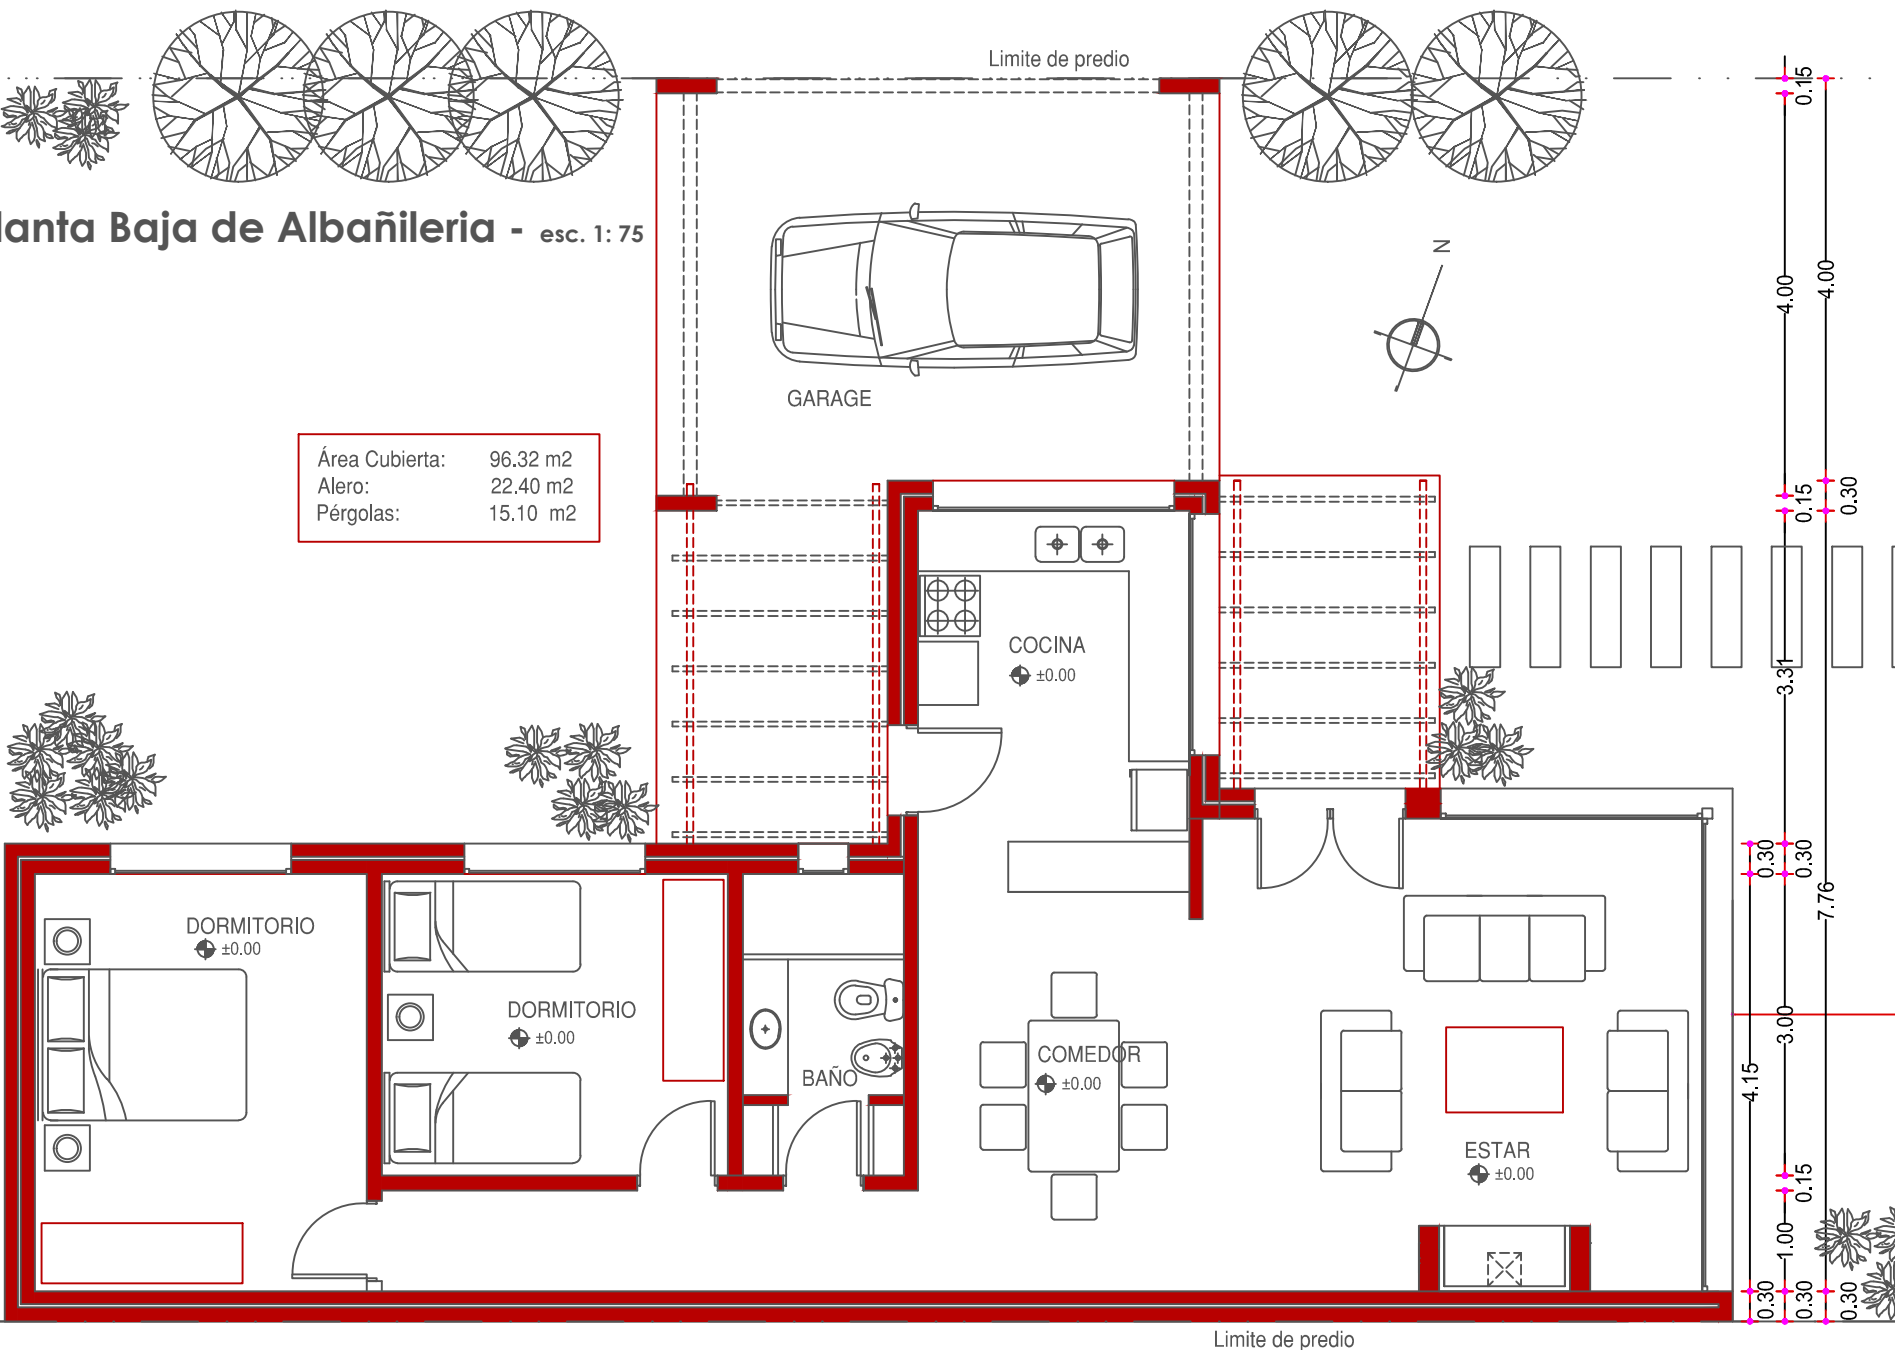 Limite de predio
lanta Baja de Albañileria - esc. 1: 75
N
GARAGE
Área Cubierta: 96.32 m2
Alero: 22.40 m2
Pérgolas: 15.10 m2
COCINA
±0.00
DORMITORIO
±0.00
DORMITORIO
±0.00
BAÑO
COMEDOR
±0.00
ESTAR
±0.00
Limite de predio
0.30
4.15
0.30
0.15
4.00
0.15
3.31
0.30
3.00
0.15
1.00
0.30
4.00
0.30
7.76
0.30